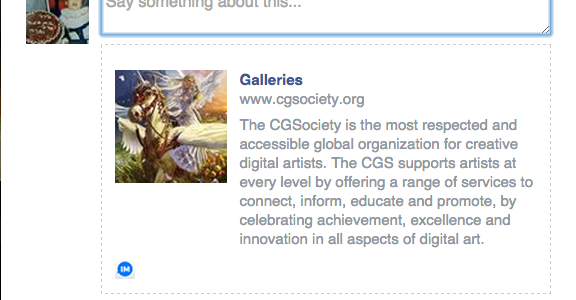 Say something about this...
Galleries
www.cgsociety.org
The CGSociety is the most respected and
accessible global organization for creative
digital artists. The CGS supports artists at
every level by offering a range of services to
connect, inform, educate and promote, by
celebrating achievement, excellence and
innovation in all aspects of digital art.
IM